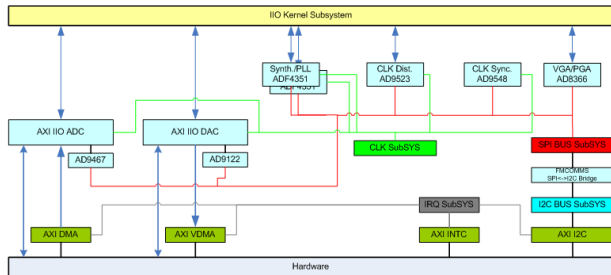 IIO Kernel Subsystem
Synth./PLL
ADF4351
ADF4351
CLK Dist.
AD9523
CLK Sync.
AD9548
VGA/PGA
AD8366
AXI IIO ADC
AXI IIO DAC
AD9467
AD9122
CLK SubSYS
SPI BUS SubSYS
FMCOMMS
SPI<->I2C Bridge
I2C BUS SubSYS
IRQ SubSYS
AXI DMA
AXI VDMA
AXI INTC
AXI I2C
Hardware